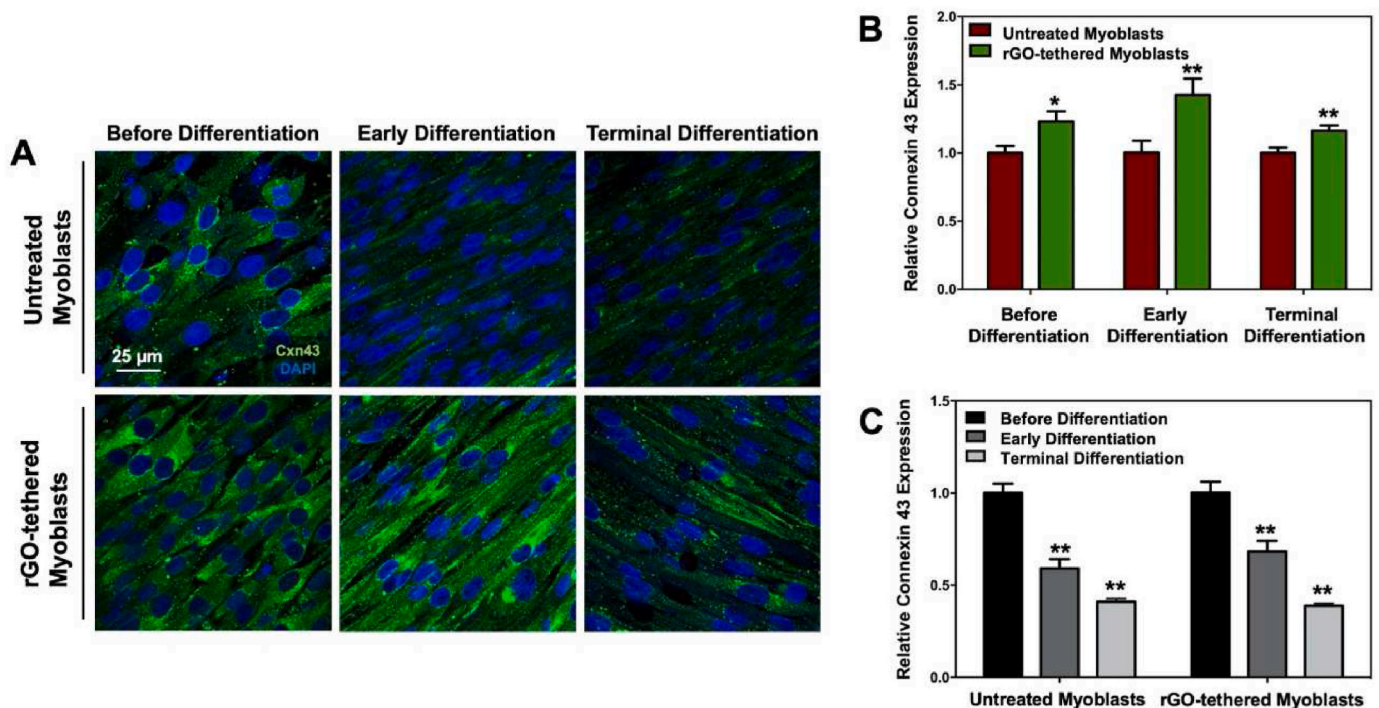 A
Before Differentiation
Early Differentiation
Terminal Differentiation
Untreated
Myoblasts
25 µm
Cxn43
DAPI
rGO-tethered
Myoblasts
B
Relative Connexin 43 Expression
2.0
1.5
1.0
0.5
0.0
Untreated Myoblasts
rGO-tethered Myoblasts
*
**
**
Before
Differentiation
Early
Differentiation
Terminal
Differentiation
C
Relative Connexin 43 Expression
1.5
1.0
0.5
0.0
Before Differentiation
Early Differentiation
Terminal Differentiation
**
**
**
**
Untreated Myoblasts
rGO-tethered Myoblasts